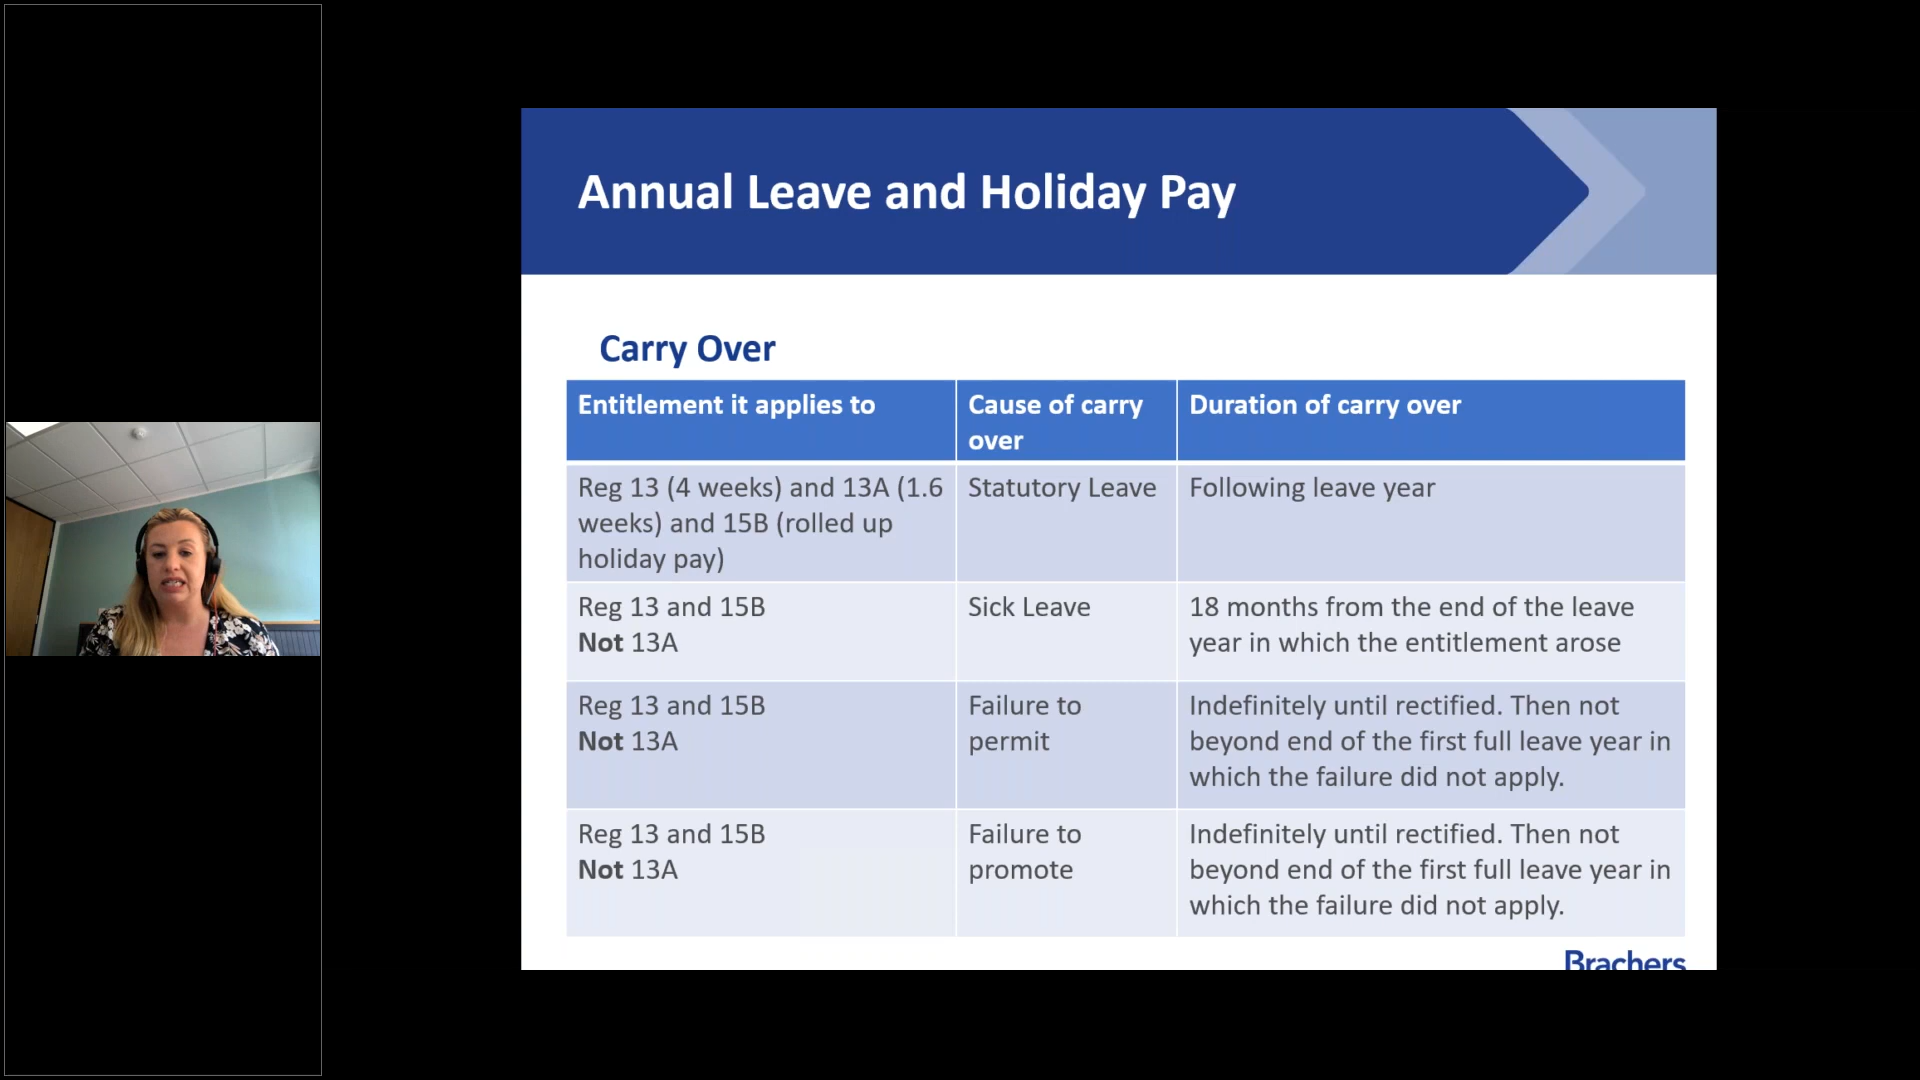 Annual Leave and Holiday Pay
Carry Over
Entitlement it applies to
Cause of carry
over
Duration of carry over
Reg 13 (4 weeks) and 13A (1.6
weeks) and 15B (rolled up
holiday pay)
Statutory Leave
Following leave year
Reg 13 and 15B
Not 13A
Sick Leave
18 months from the end of the leave
year in which the entitlement arose
Reg 13 and 15B
Not 13A
Failure to
permit
Indefinitely until rectified. Then not
beyond end of the first full leave year in
which the failure did not apply.
Reg 13 and 15B
Not 13A
Failure to
promote
Indefinitely until rectified. Then not
beyond end of the first full leave year in
which the failure did not apply.
Brachers